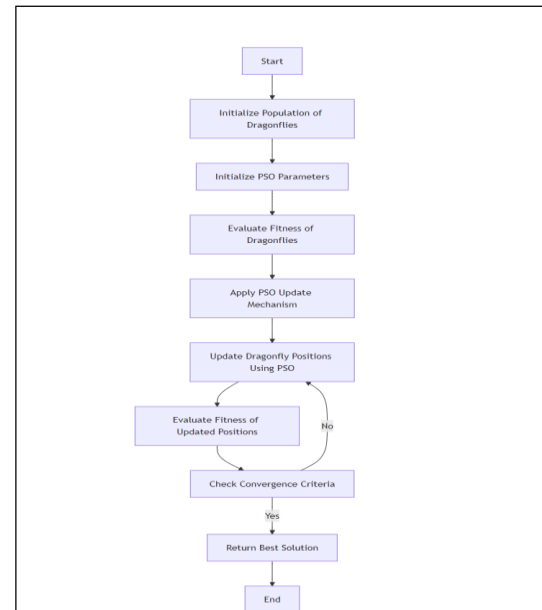 Start
Initialize Population of
Dragonflies
Initialize PSO Parameters
Evaluate Fitness of
Dragonflies
Apply PSO Update
Mechanism
Update Dragonfly Positions
Using PSO
Evaluate Fitness of
Updated Positions
No
Check Convergence Criteria
Yes
Return Best Solution
End